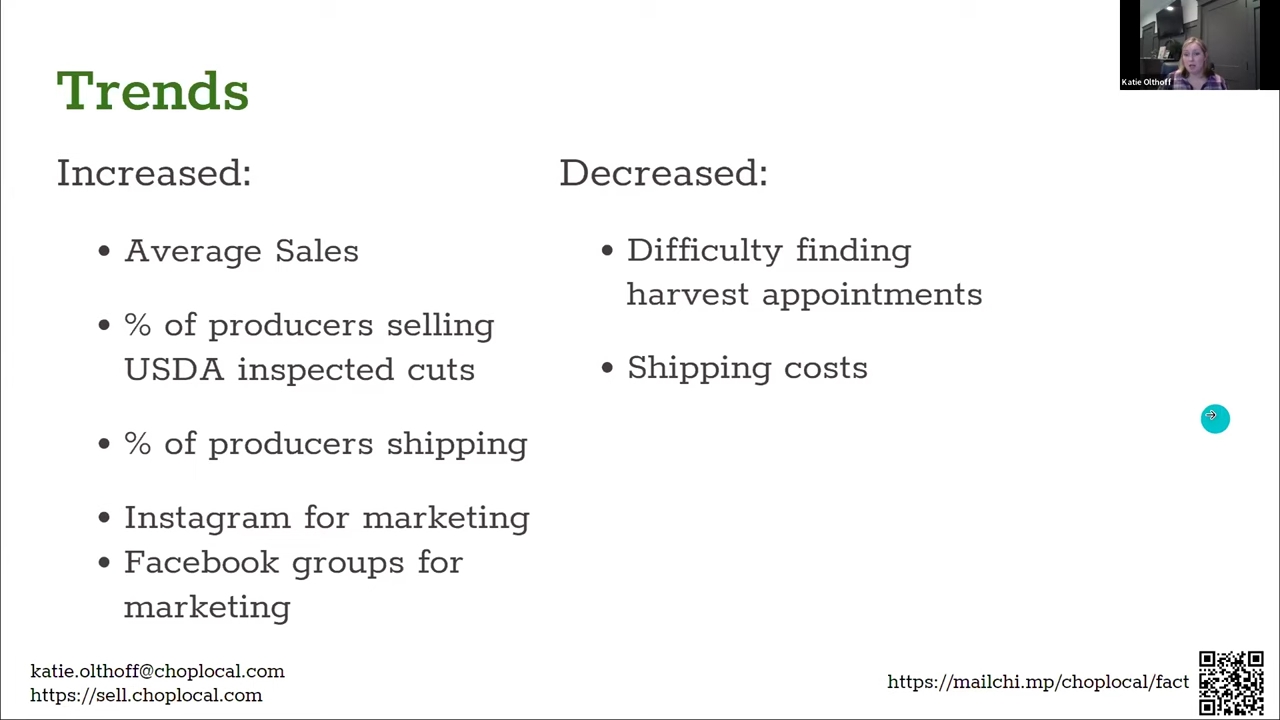 Katie Olthoff
Trends
Increased:
• Average Sales
• % of producers selling
USDA inspected cuts
• % of producers shipping
• Instagram for marketing
• Facebook groups for
marketing
Decreased:
• Difficulty finding
harvest appointments
• Shipping costs
katie.olthoff@choplocal.com
https://sell.choplocal.com
https://mailchi.mp/choplocal/fact